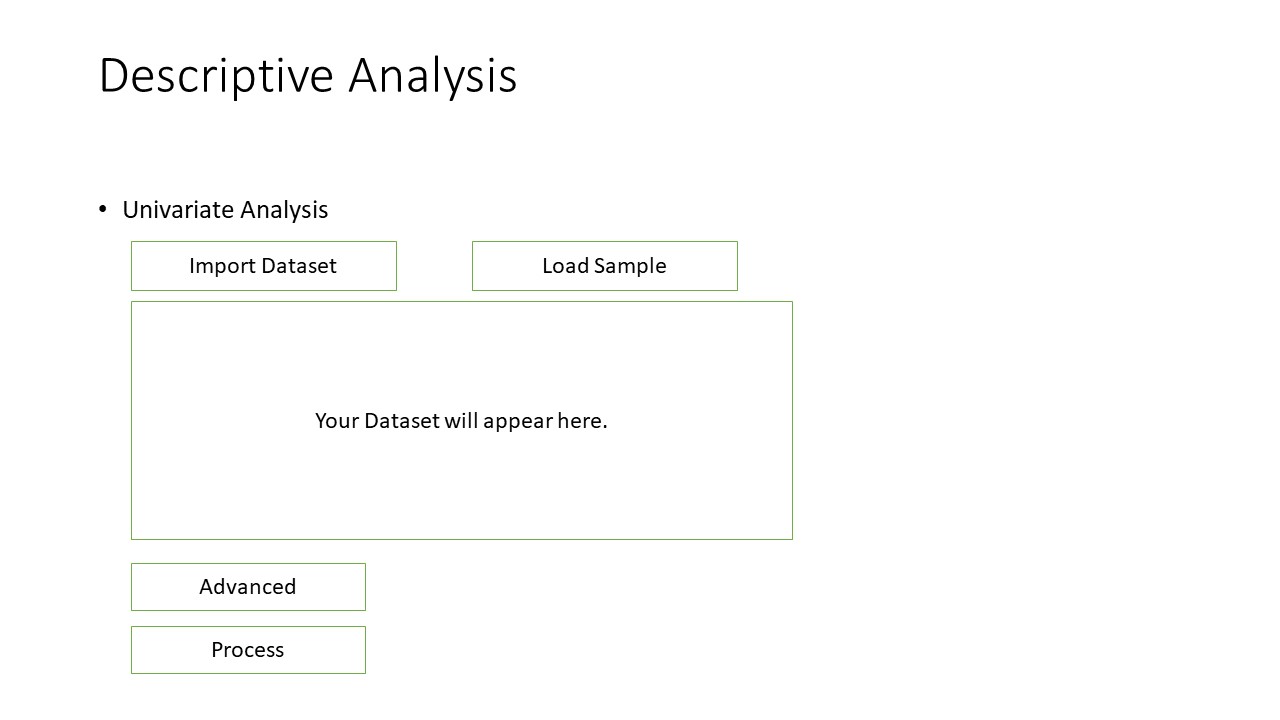 Descriptive Analysis
• Univariate Analysis
Import Dataset
Load Sample
Your Dataset will appear here.
Advanced
Process